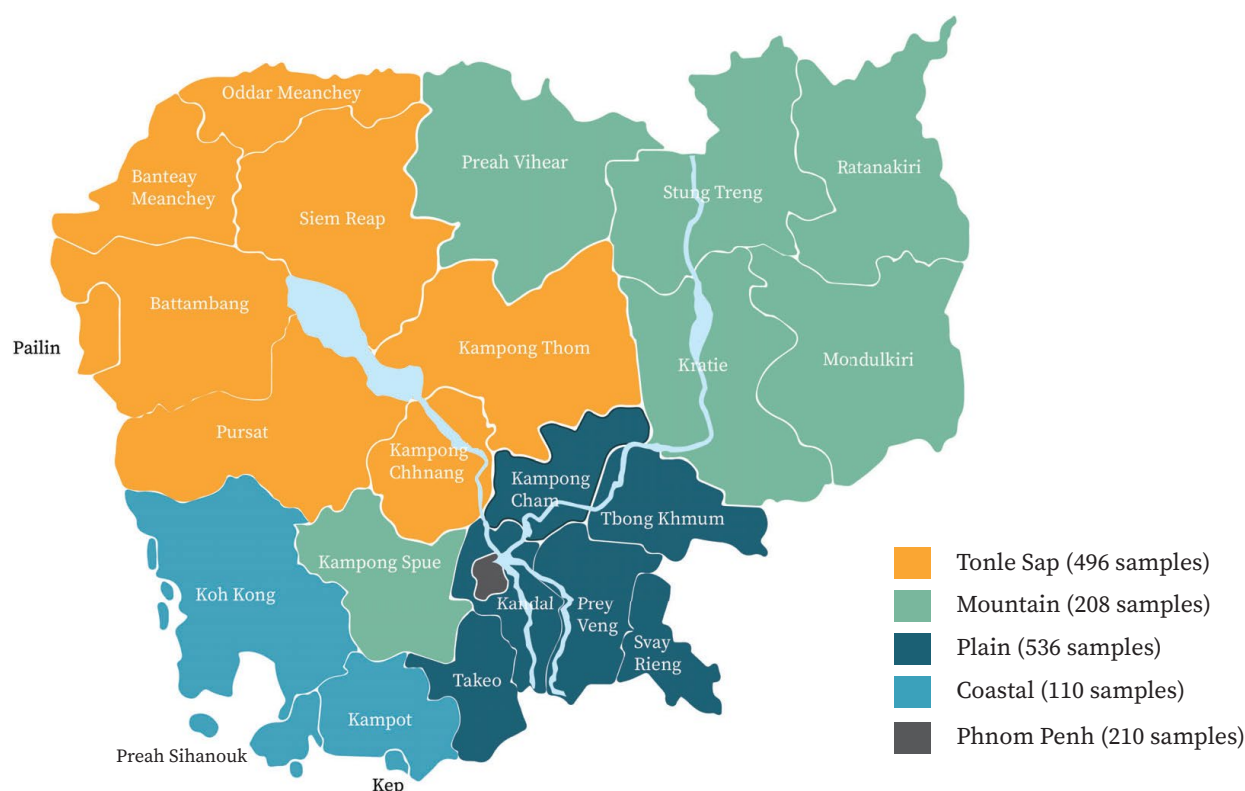 Oddar Meanchey
Preah Vihear
Ratanakiri
Banteay
Meanchey
Stung Treng
Siem Reap
Battambang
Pailin
Kampong Thom
Kratie
Mondulkiri
Pursat
Kampong
Chhnang
Kampong
Cham
Tbong Khmum
Kampong Spue
Koh Kong
Kandal
Prey
Veng
Svay
Rieng
Takeo
Kampot
Preah Sihanouk
Kep
Tonle Sap (496 samples)
Mountain (208 samples)
Plain (536 samples)
Coastal (110 samples)
Phnom Penh (210 samples)